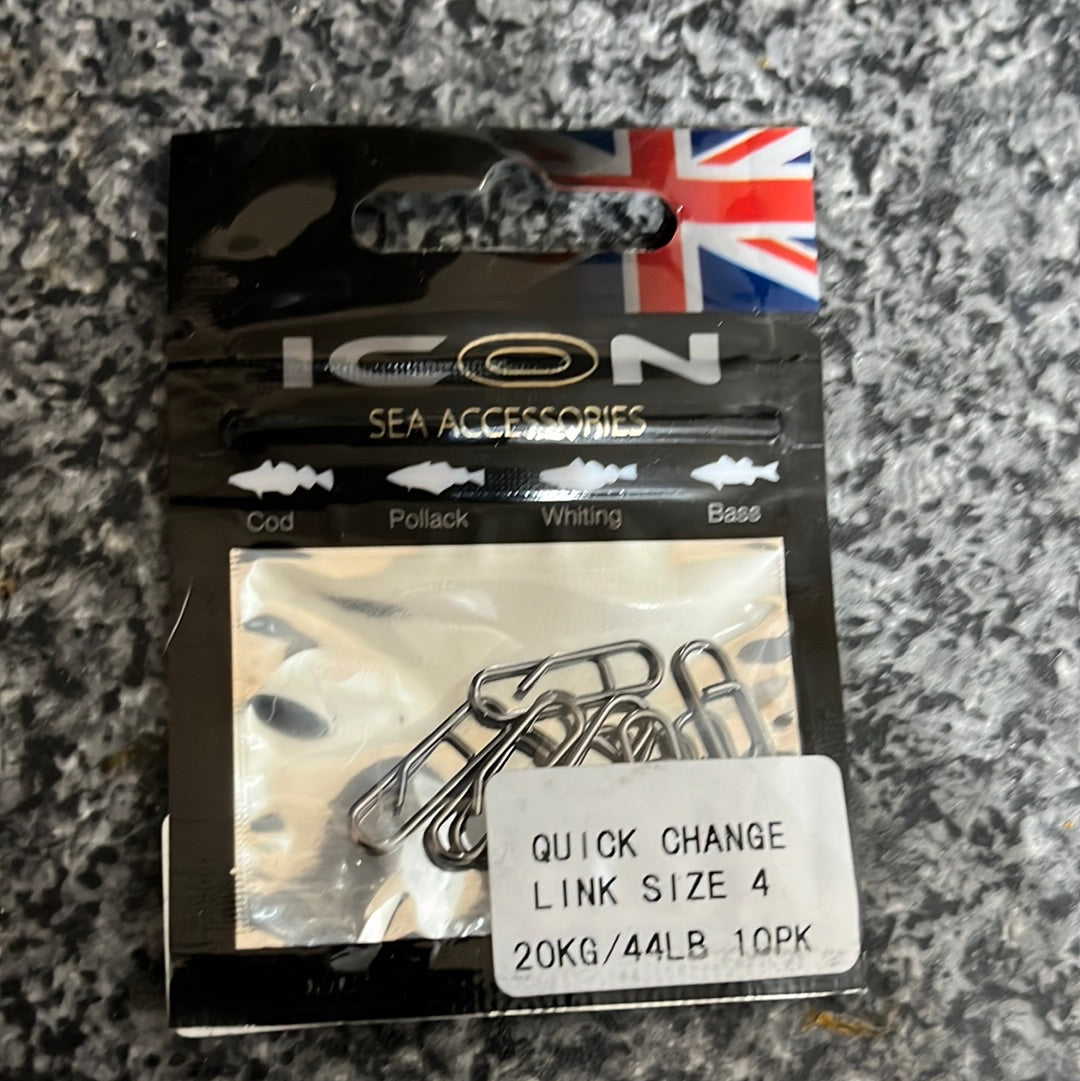 ICON
SEA ACCESSORIES
Cod Pollack Whiting Bass
QUICK CHANGE
LINK SIZE 4
20KG/44LB 10PK